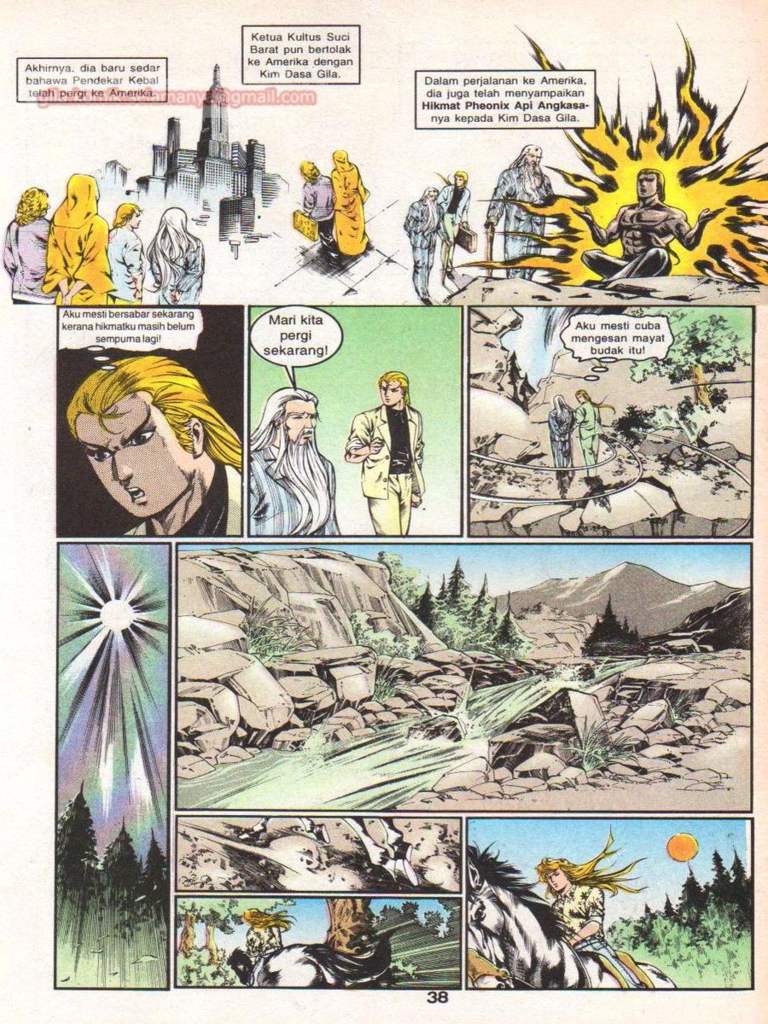 Ketua Kultus Suci
Barat pun bertolak
ke Amerika dengan
Kim Dasa Gila.
Akhirnya, dia baru sedar
bahawa Pendekar Kebal
telah pergi ke Amerika.
Dalam perjalanan ke Amerika,
dia juga telah menyampaikan
Hikmat Pheonix Api Angkasa-
nya kepada Kim Dasa Gila.
Aku mesti bersabar sekarang
kerana hikmatku masih belum
sempurna lagi!
Mari kita
pergi
sekarang!
Aku mesti cuba
mengesan mayat
budak itu!
38